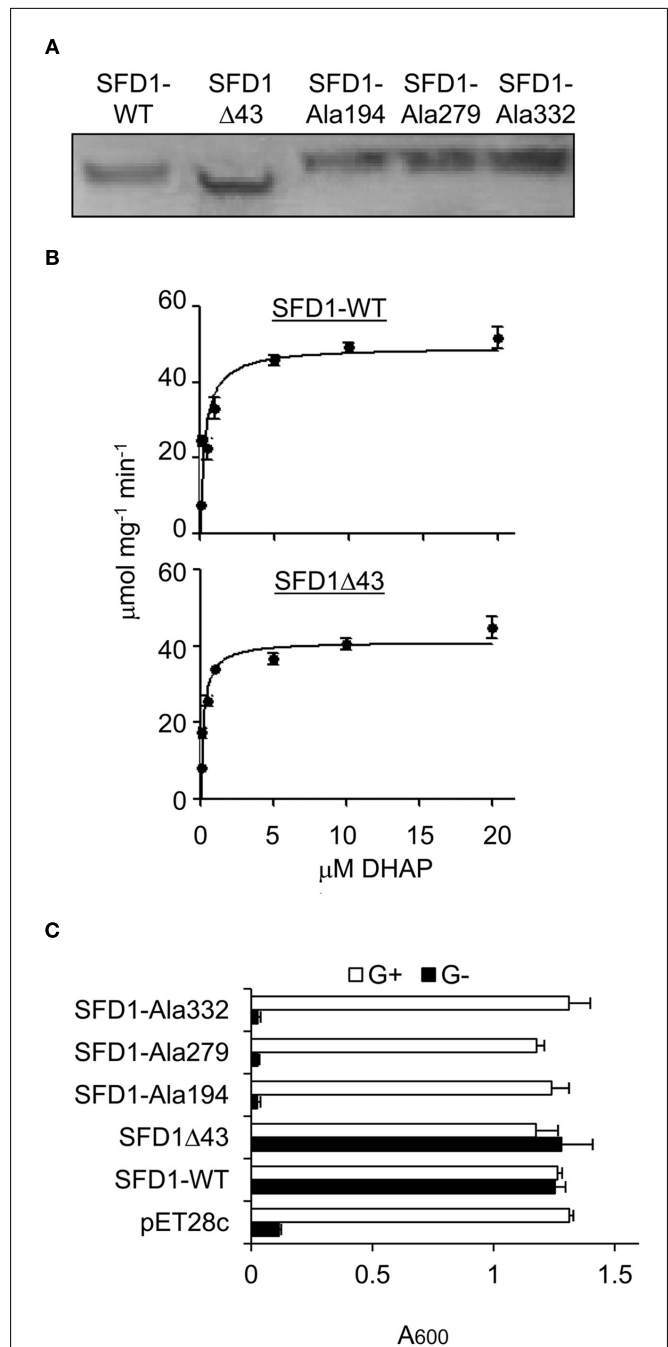 A
SFD1-WT
SFD1 Δ43
SFD1-Ala194
SFD1-Ala279
SFD1-Ala332
B
60
SFD1-WT
40
20
0
60
SFD1Δ43
40
20
0
μmol mg-1 min-1
0 5 10 15 20
μM DHAP
C
G+ G-
SFD1-Ala332
SFD1-Ala279
SFD1-Ala194
SFD1Δ43
SFD1-WT
pET28c
0 0.5 1 1.5
A600